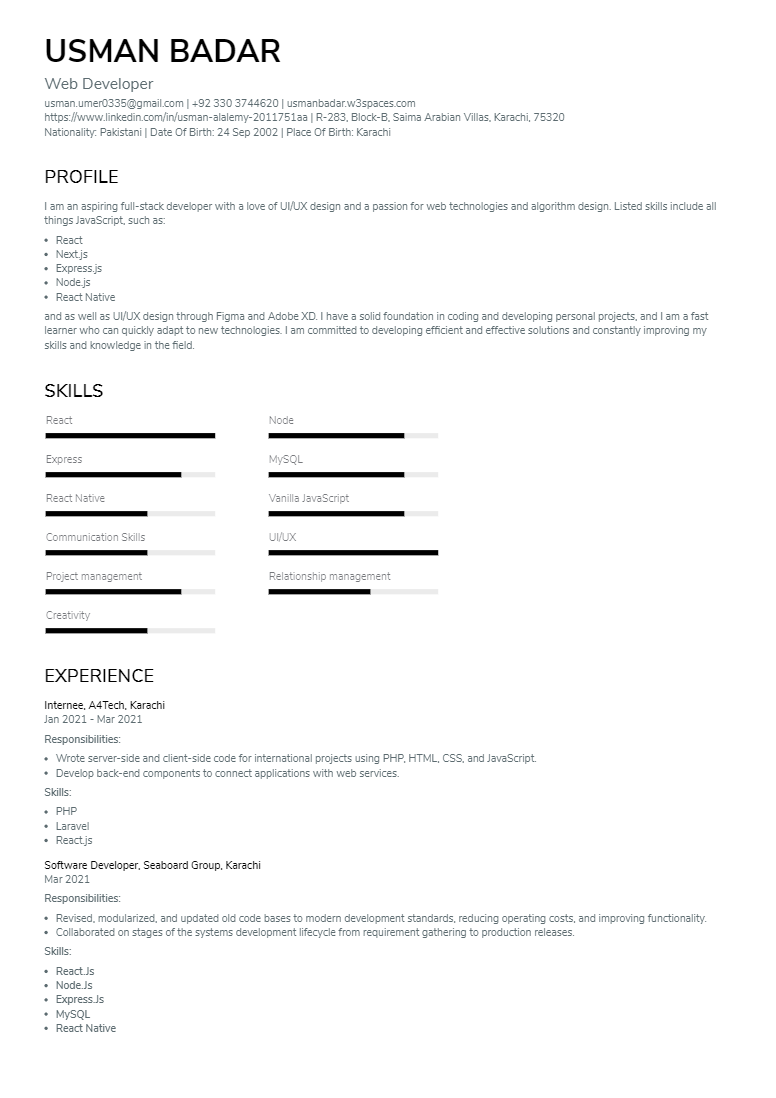 USMAN BADAR
Web Developer
usman.umer0335@gmail.com | +92 330 3744620 | usmanbadar.w3spaces.com
https://www.linkedin.com/in/usman-alalemy-2011751aa | R-283, Block-B, Saima Arabian Villas, Karachi, 75320
Nationality: Pakistani | Date Of Birth: 24 Sep 2002 | Place Of Birth: Karachi
PROFILE
I am an aspiring full-stack developer with a love of UI/UX design and a passion for web technologies and algorithm design. Listed skills include all
things JavaScript, such as:
• React
• Next.js
• Express.js
• Node.js
• React Native
and as well as UI/UX design through Figma and Adobe XD. I have a solid foundation in coding and developing personal projects, and I am a fast
learner who can quickly adapt to new technologies. I am committed to developing efficient and effective solutions and constantly improving my
skills and knowledge in the field.
SKILLS
React
Node
Express
MySQL
React Native
Vanilla JavaScript
Communication Skills
UI/UX
Project management
Relationship management
Creativity
EXPERIENCE
Internee, A4Tech, Karachi
Jan 2021 - Mar 2021
Responsibilities:
• Wrote server-side and client-side code for international projects using PHP, HTML, CSS, and JavaScript.
• Develop back-end components to connect applications with web services.
Skills:
• PHP
• Laravel
• React.js
Software Developer, Seaboard Group, Karachi
Mar 2021
Responsibilities:
• Revised, modularized, and updated old code bases to modern development standards, reducing operating costs, and improving functionality.
• Collaborated on stages of the systems development lifecycle from requirement gathering to production releases.
Skills:
• React.Js
• Node.Js
• Express.Js
• MySQL
• React Native